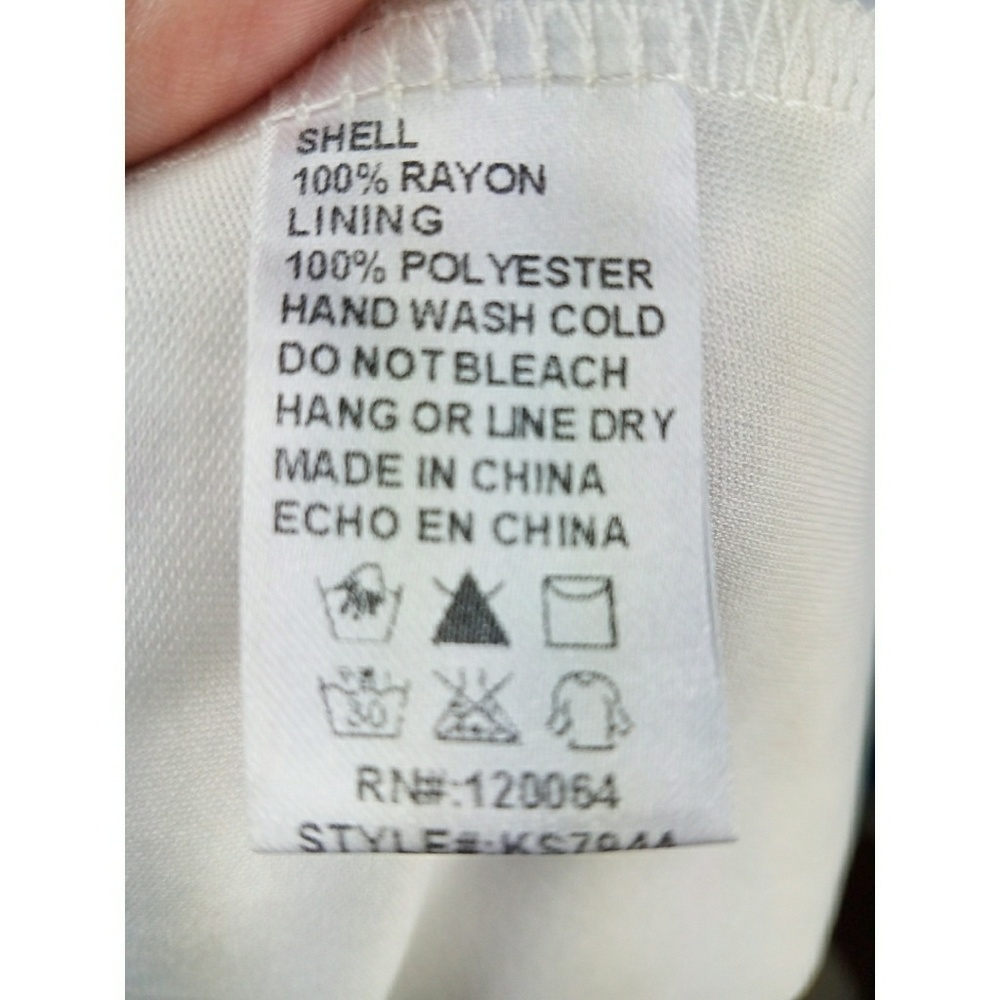 SHELL
100% RAYON
LINING
100% POLYESTER
HAND WASH COLD
DO NOT BLEACH
HANG OR LINE DRY
MADE IN CHINA
ECHO EN CHINA
30
RN#:120064
STYLE#: